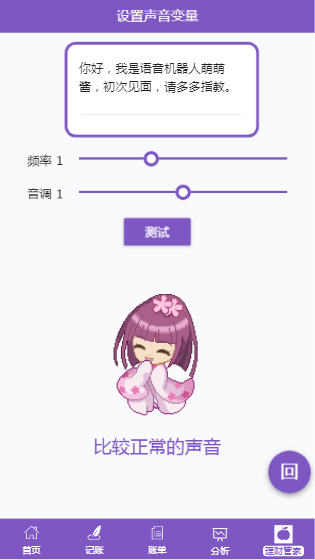 设置声音变量
你好，我是语音机器人萌萌
酱，初次见面，请多多指教。
频率 1
音调 1
测试
比较正常的声音
回
首页 记账 账单 分析 理财管家